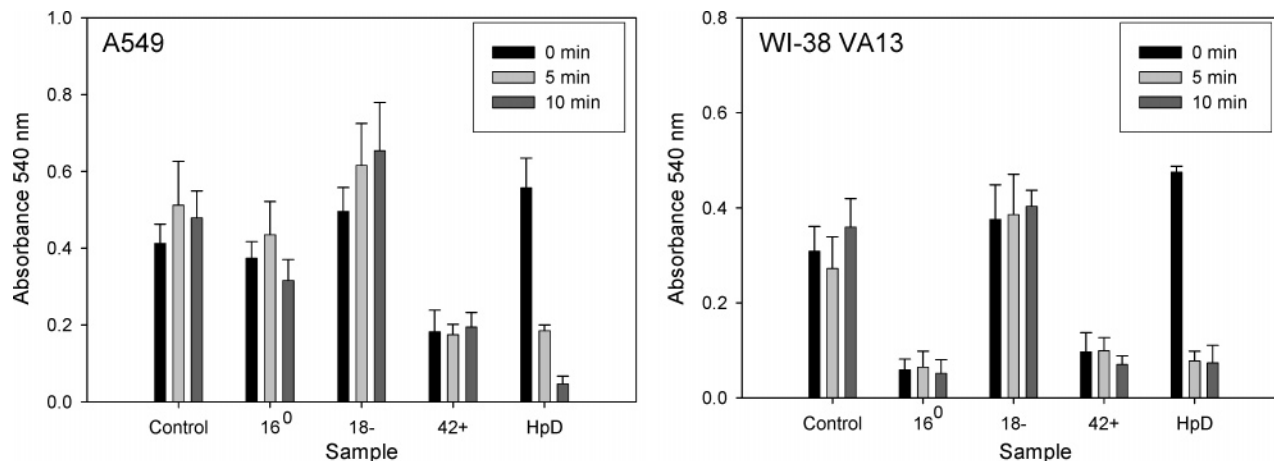 A549
0 min
5 min
10 min
Absorbance 540 nm
1.0
0.8
0.6
0.4
0.2
0.0
Control 16⁰ 18- 42+ HpD
Sample
WI-38 VA13
0 min
5 min
10 min
Absorbance 540 nm
0.8
0.6
0.4
0.2
0.0
Control 16⁰ 18- 42+ HpD
Sample